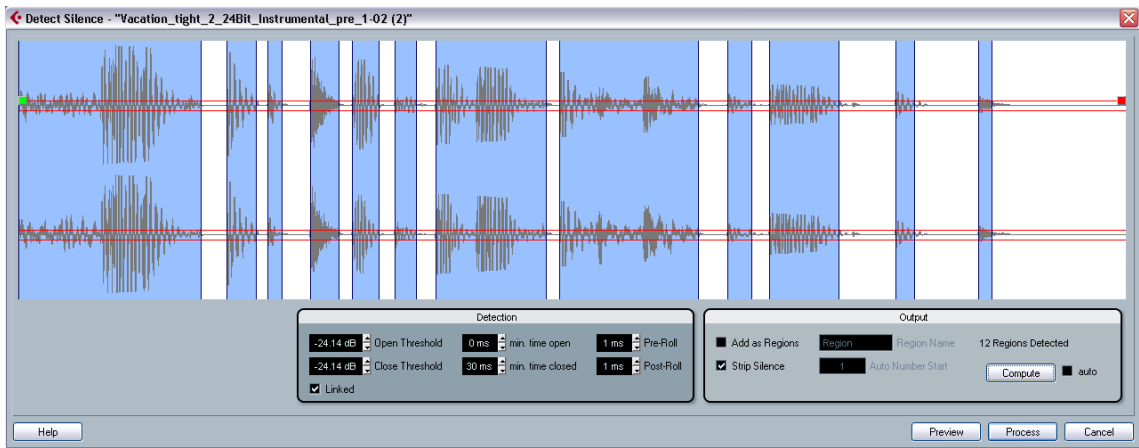 Detect Silence - "Vacation_tight_2_24Bit_Instrumental_pre_1-02 (2)"
Detection
-24.14 dB Open Threshold 0 ms min. time open 1 ms Pre-Roll
-24.14 dB Close Threshold 30 ms min. time closed 1 ms Post-Roll
Linked
Output
Add as Regions Region Region Name 12 Regions Detected
Strip Silence 1 Auto Number Start
Compute auto
Help Preview Process Cancel